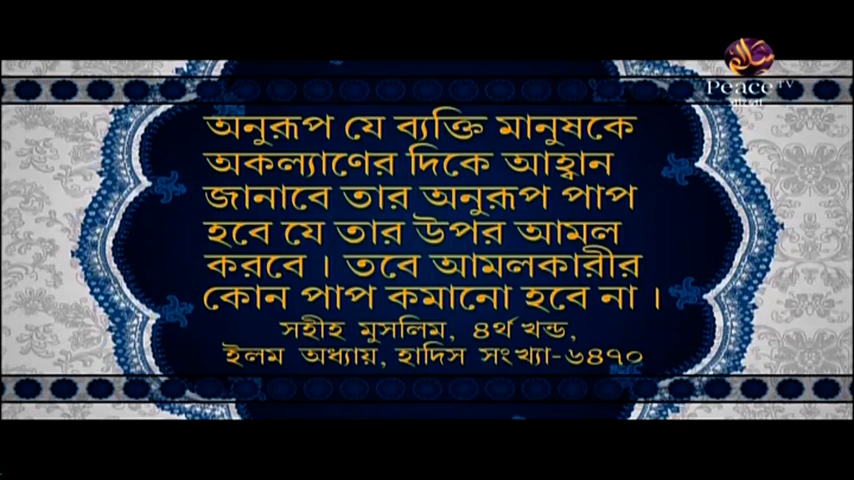 Peace TV
বাংলা
অনুরূপ যে ব্যক্তি মানুষকে
অকল্যাণের দিকে আহ্বান
জানাবে তার অনুরূপ পাপ
হবে যে তার উপর আমল
করবে। তবে আমলকারীর
কোন পাপ কমানো হবে না।
সহীহ মুসলিম, ৪র্থ খন্ড,
ইলম অধ্যায়, হাদিস সংখ্যা-৬৪৭০